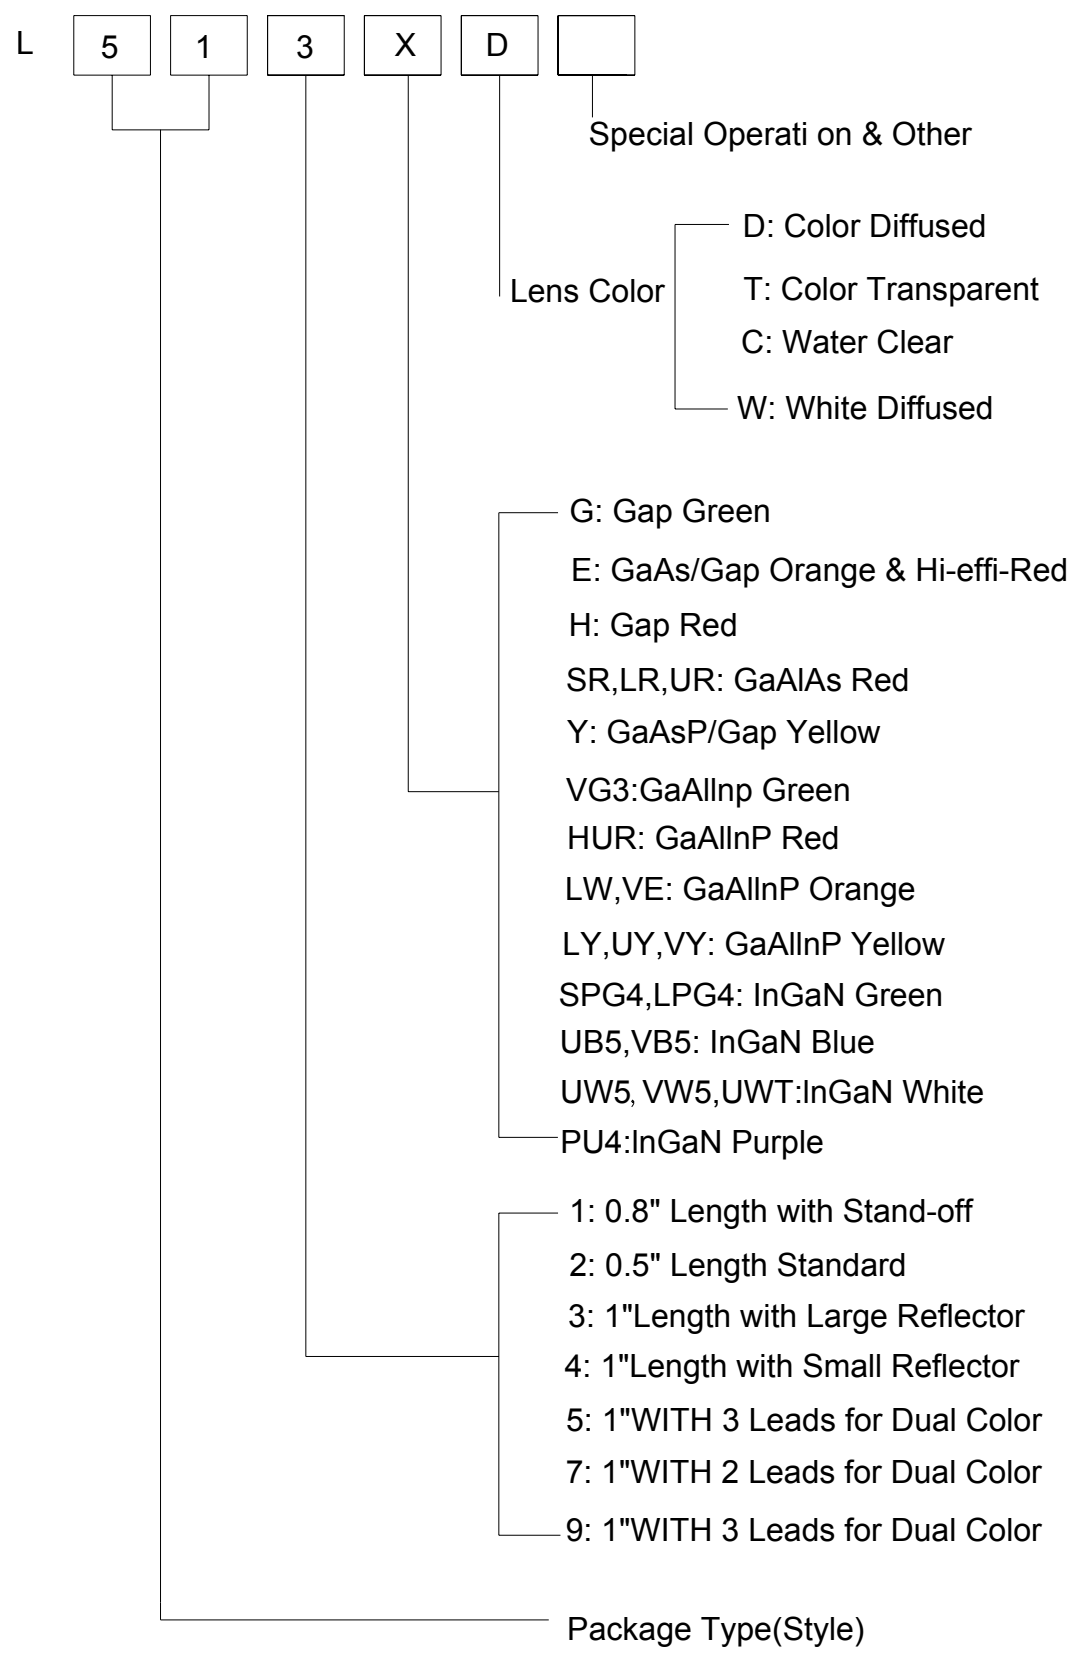 L 5 1 3 X D
Special Operati on & Other
D: Color Diffused
Lens Color
T: Color Transparent
C: Water Clear
W: White Diffused
G: Gap Green
E: GaAs/Gap Orange & Hi-effi-Red
H: Gap Red
SR,LR,UR: GaAlAs Red
Y: GaAsP/Gap Yellow
VG3:GaAlInp Green
HUR: GaAlInP Red
LW,VE: GaAlInP Orange
LY,UY,VY: GaAlInP Yellow
SPG4,LPG4: InGaN Green
UB5,VB5: InGaN Blue
UW5, VW5,UWT:InGaN White
PU4:InGaN Purple
1: 0.8" Length with Stand-off
2: 0.5" Length Standard
3: 1"Length with Large Reflector
4: 1"Length with Small Reflector
5: 1"WITH 3 Leads for Dual Color
7: 1"WITH 2 Leads for Dual Color
9: 1"WITH 3 Leads for Dual Color
Package Type(Style)